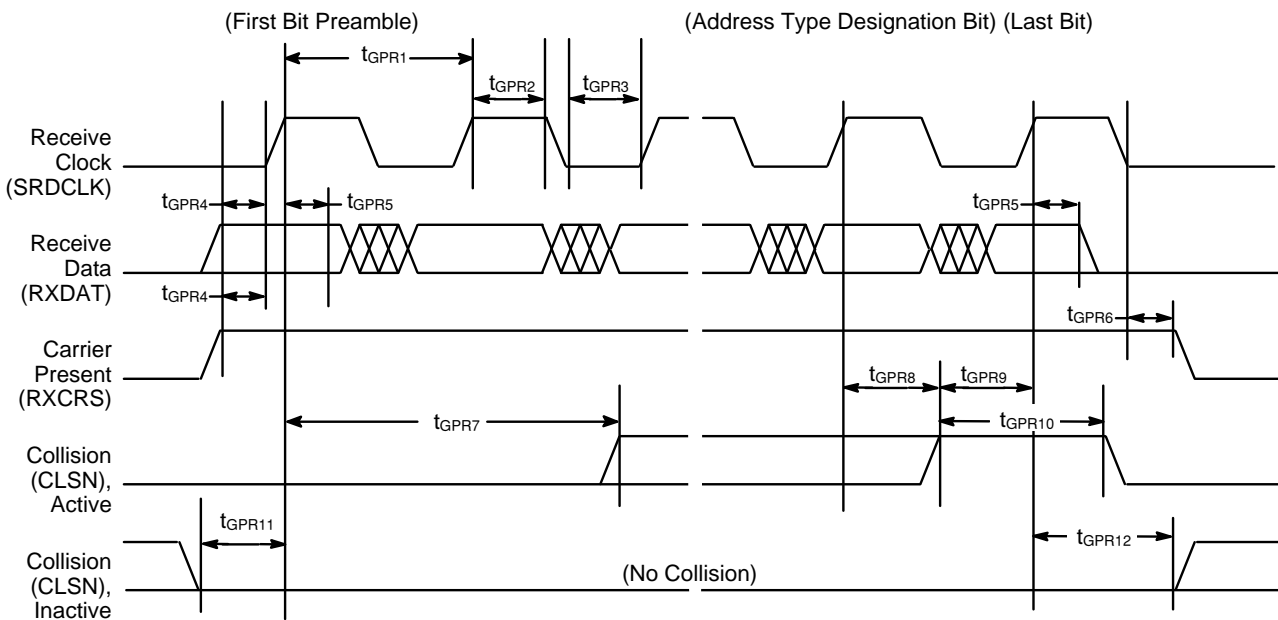 (First Bit Preamble)
(Address Type Designation Bit) (Last Bit)
tGPR1
tGPR2
tGPR3
Receive
Clock
(SRDCLK)
tGPR4
tGPR5
tGPR5
Receive
Data
(RXDAT)
tGPR4
tGPR6
Carrier
Present
(RXCRS)
tGPR8
tGPR9
tGPR7
tGPR10
Collision
(CLSN),
Active
tGPR11
tGPR12
Collision
(CLSN),
Inactive
(No Collision)